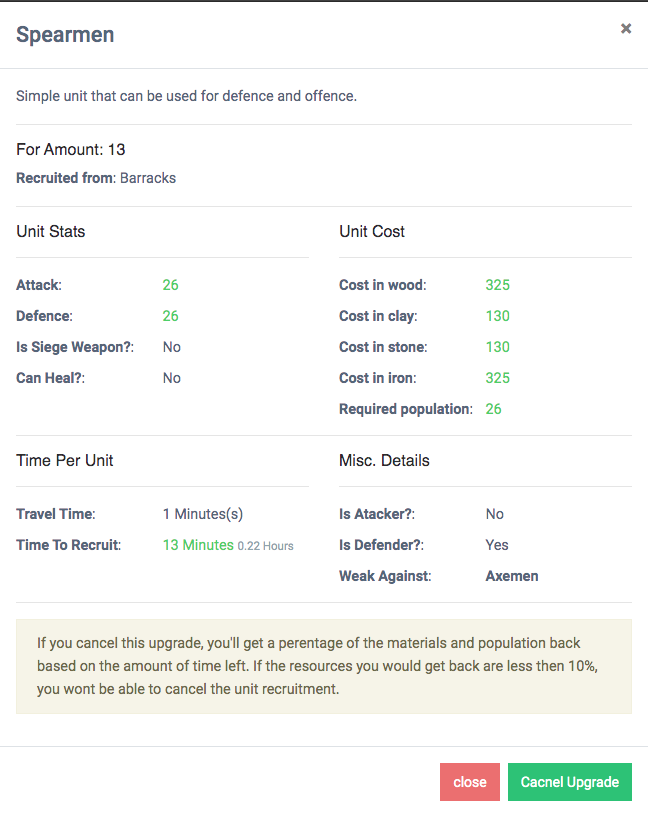 Spearmen
×
Simple unit that can be used for defence and offence.
For Amount: 13
Recruited from: Barracks
Unit Stats
Attack: 26
Defence: 26
Is Siege Weapon?: No
Can Heal?: No
Unit Cost
Cost in wood: 325
Cost in clay: 130
Cost in stone: 130
Cost in iron: 325
Required population: 26
Time Per Unit
Travel Time: 1 Minutes(s)
Time To Recruit: 13 Minutes 0.22 Hours
Misc. Details
Is Atacker?: No
Is Defender?: Yes
Weak Against: Axemen
If you cancel this upgrade, you'll get a perentage of the materials and population back
based on the amount of time left. If the resources you would get back are less then 10%,
you wont be able to cancel the unit recruitment.
close
Cacnel Upgrade